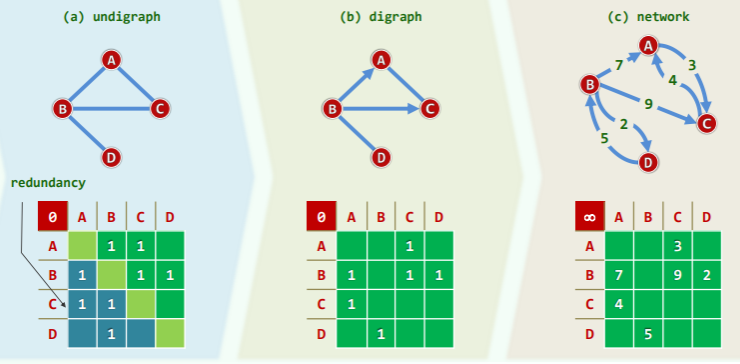 (a) undigraph
A
B
C
D
redundancy
0 A B C D
A 1 1
B 1 1 1
C 1 1
D 1
(b) digraph
A
B
C
D
0 A B C D
A 1
B 1 1 1
C 1
D 1
(c) network
A
B
C
D
7
3
4
9
2
5
∞ A B C D
A 3
B 7 9 2
C 4
D 5